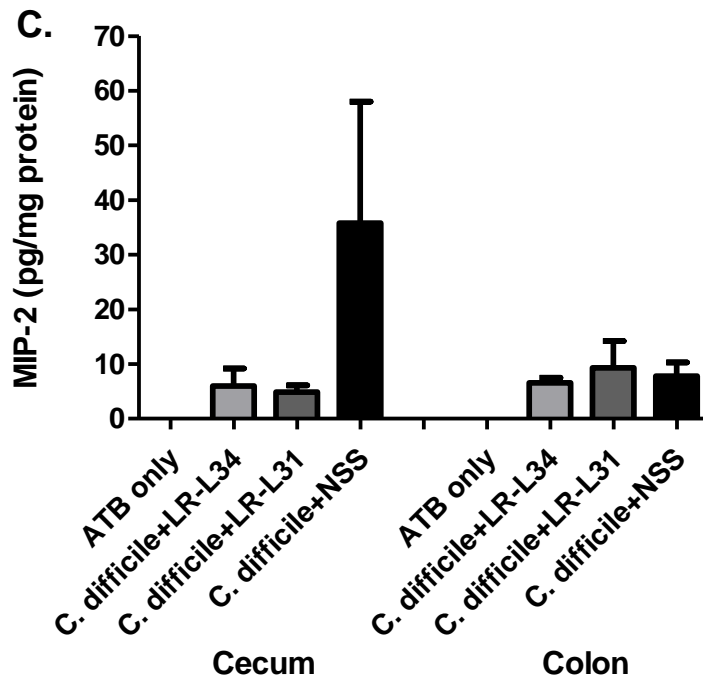 C.
MIP-2 (pg/mg protein)
70
60
50
40
30
20
10
0
ATB only
C. difficile+LR-L34
C. difficile+LR-L31
C. difficile+NSS
ATB only
C. difficile+LR-L34
C. difficile+LR-L31
C. difficile+NSS
Cecum
Colon